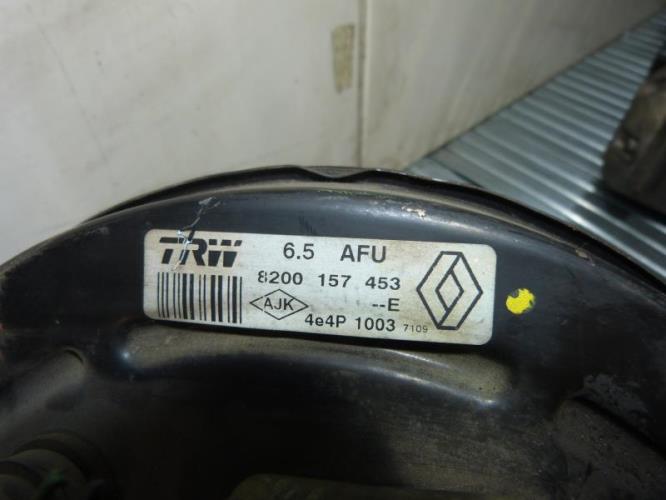 TRW 6.5 AFU
8200 157 453
AJK --E
4e4P 1003 7109